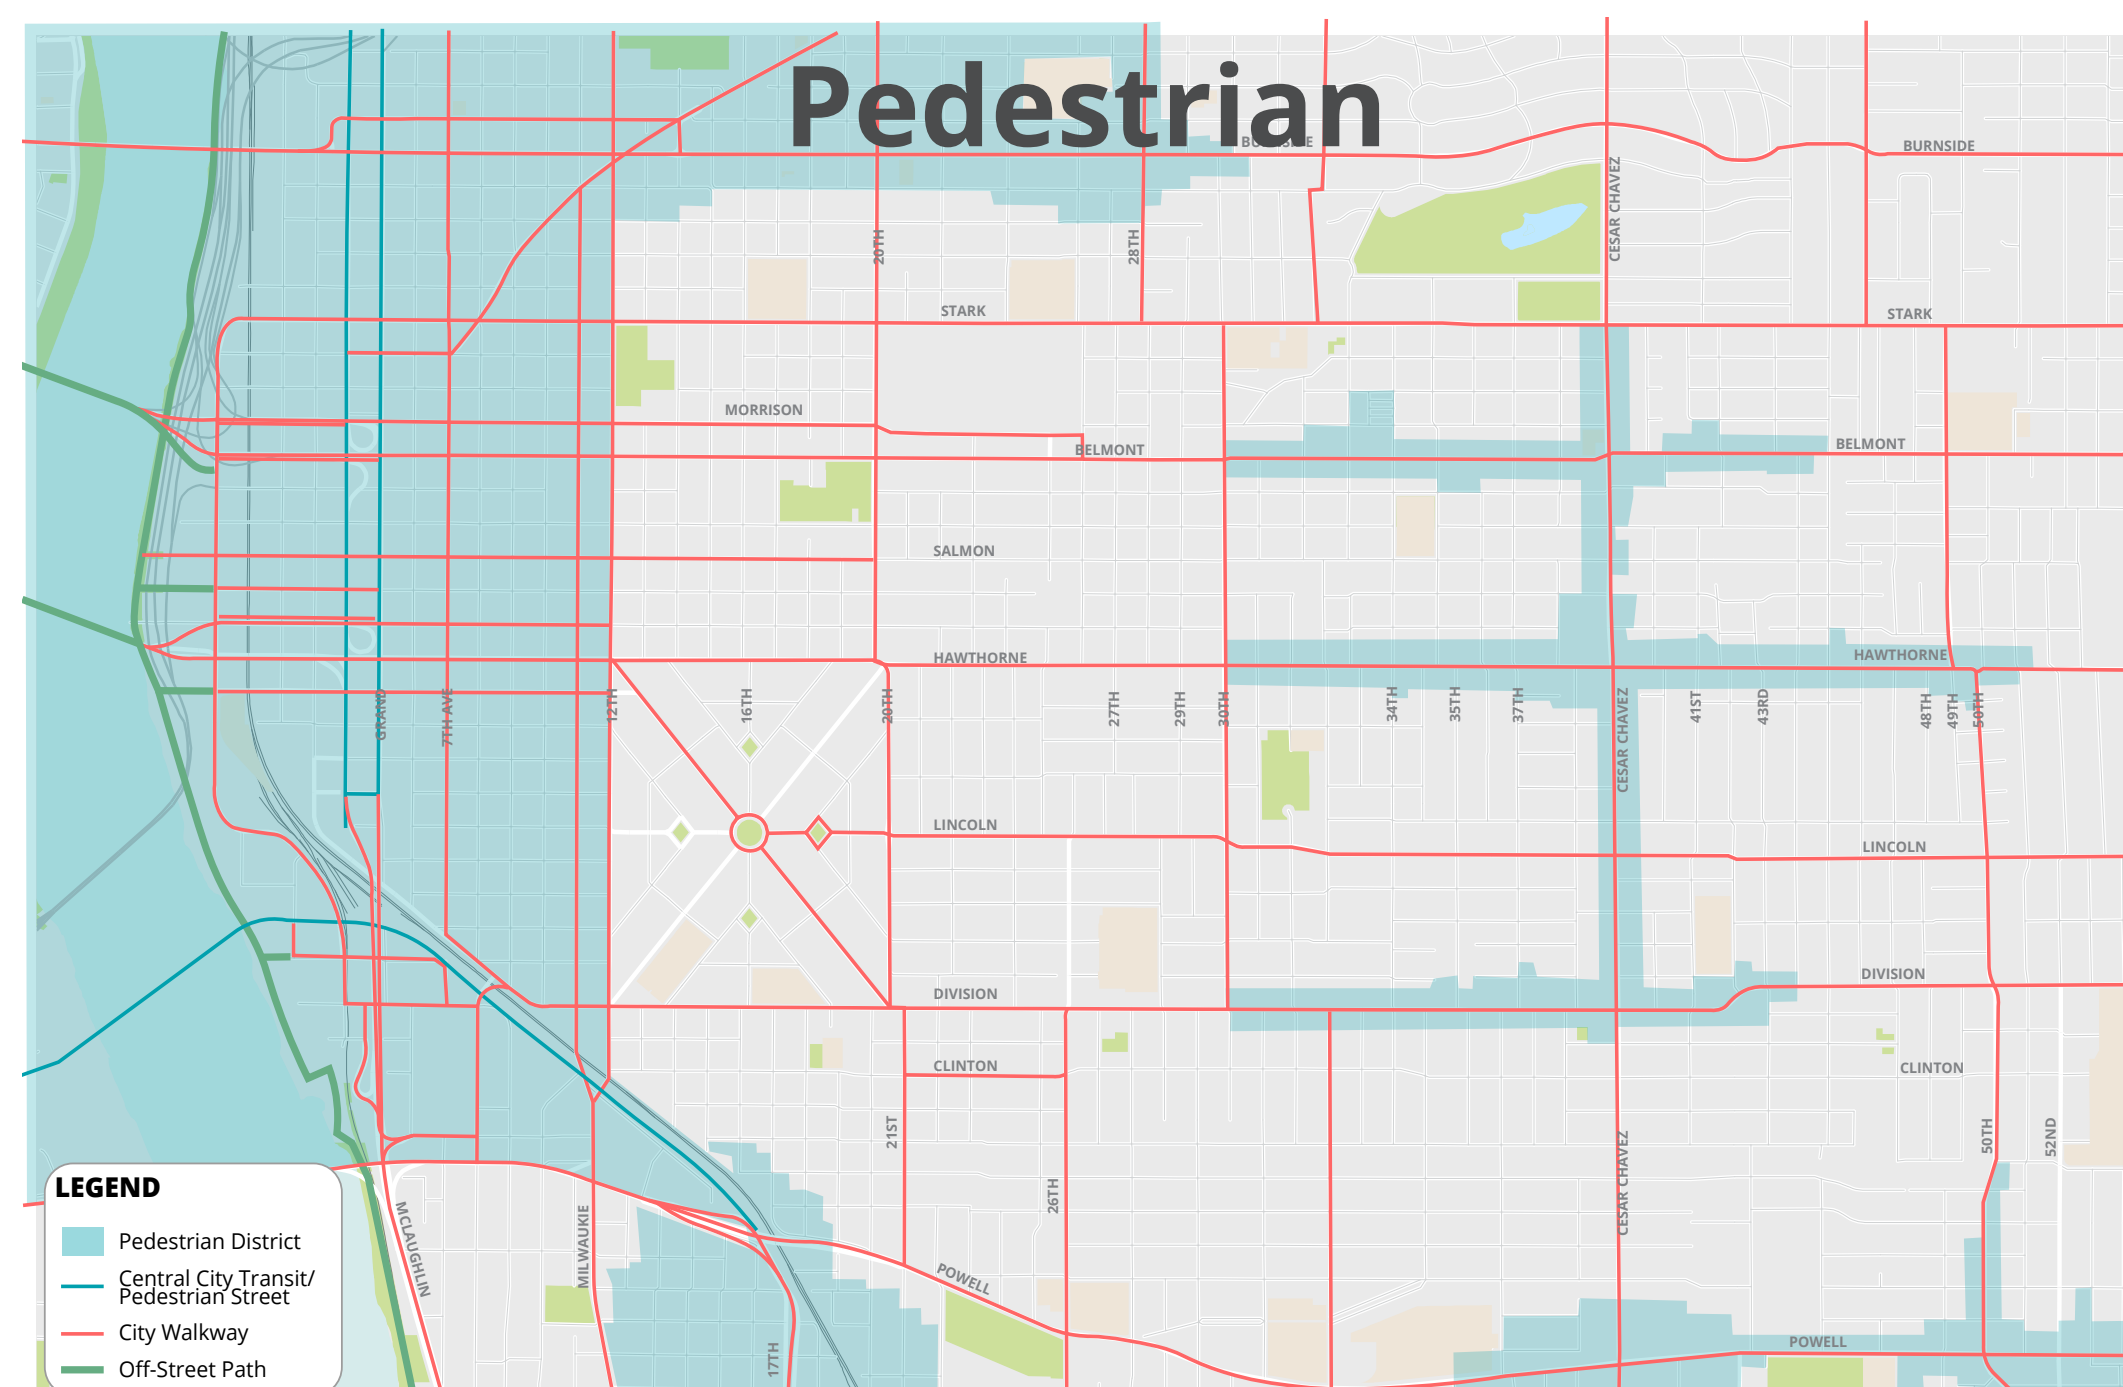 Pedestrian
BURNSIDE
BURNSIDE
CESAR CHAVEZ
20TH
28TH
STARK
STARK
MORRISON
BELMONT
BELMONT
SALMON
HAWTHORNE
HAWTHORNE
GRAND
7TH AVE
12TH
16TH
20TH
27TH
29TH
30TH
34TH
35TH
37TH
CESAR CHAVEZ
41ST
43RD
48TH
49TH
50TH
LINCOLN
LINCOLN
DIVISION
DIVISION
CLINTON
CLINTON
21ST
26TH
CESAR CHAVEZ
50TH
52ND
MCLAUGHLIN
MILWAUKIE
17TH
POWELL
POWELL
LEGEND
Pedestrian District
Central City Transit/
Pedestrian Street
City Walkway
Off-Street Path